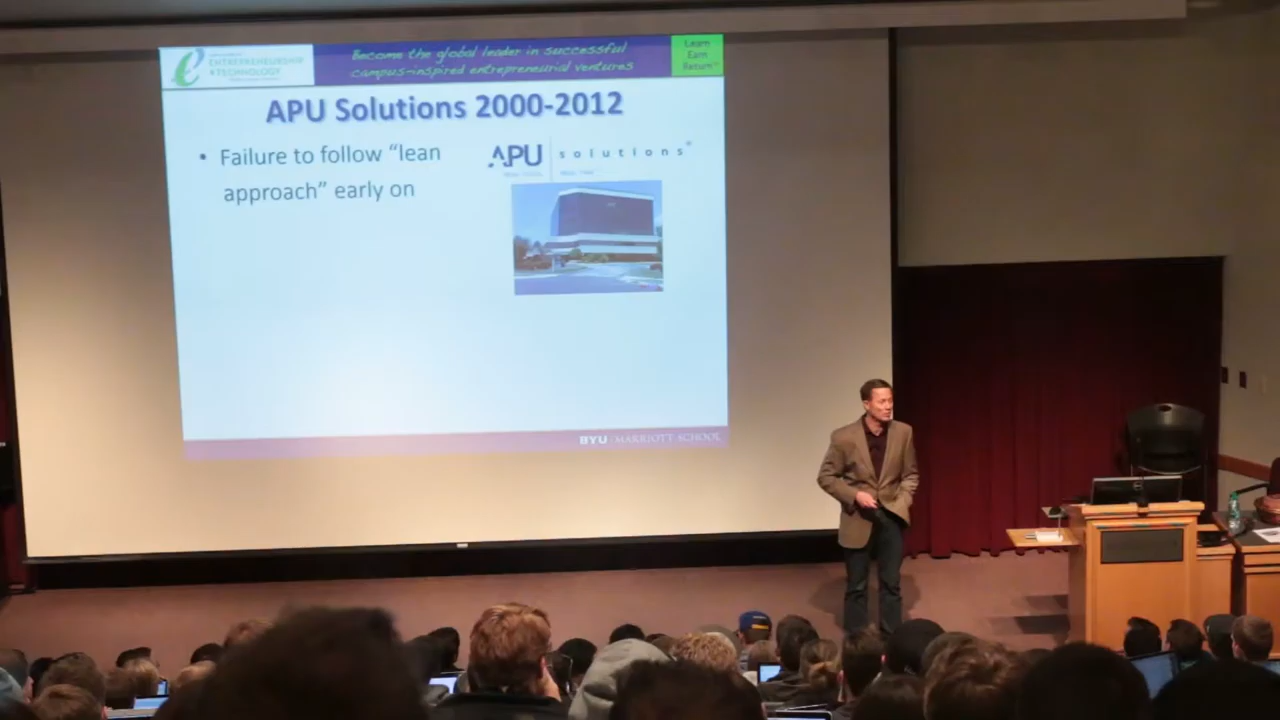 ENTREPRENEURSHIP
& TECHNOLOGY
Become the global leader in successful
campus-inspired entrepreneurial ventures
Learn
Earn
Return
APU Solutions 2000-2012
• Failure to follow “lean
approach” early on
APU solutions®
BYU MARRIOTT SCHOOL